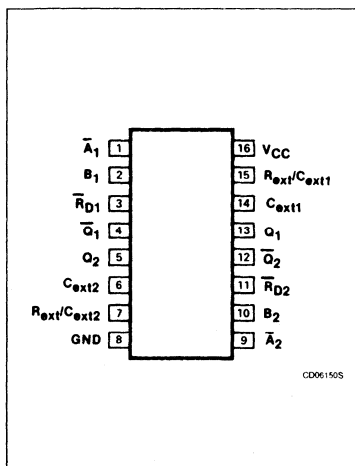 A̅1 1 16 VCC
B1 2 15 Rext/Cext1
R̅D1 3 14 Cext1
Q̅1 4 13 Q1
Q2 5 12 Q̅2
Cext2 6 11 R̅D2
Rext/Cext2 7 10 B2
GND 8 9 A̅2
CD06150S